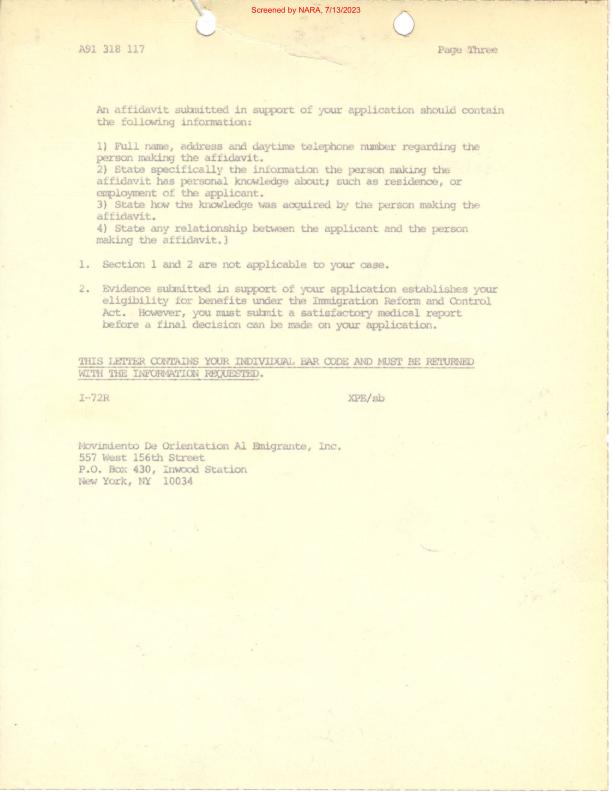 Screened by NARA, 7/13/2023
A91 318 117 Page Three
An affidavit submitted in support of your application should contain
the following information:
1) Full name, address and daytime telephone number regarding the
person making the affidavit.
2) State specifically the information the person making the
affidavit has personal knowledge about; such as residence, or
employment of the applicant.
3) State how the knowledge was acquired by the person making the
affidavit.
4) State any relationship between the applicant and the person
making the affidavit.]
1. Section 1 and 2 are not applicable to your case.
2. Evidence submitted in support of your application establishes your
eligibility for benefits under the Immigration Reform and Control
Act. However, you must submit a satisfactory medical report
before a final decision can be made on your application.
THIS LETTER CONTAINS YOUR INDIVIDUAL BAR CODE AND MUST BE RETURNED
WITH THE INFORMATION REQUESTED.
I-72R XPE/ab
Movimiento De Orientation Al Emigrante, Inc.
557 West 156th Street
P.O. Box 430, Inwood Station
New York, NY 10034